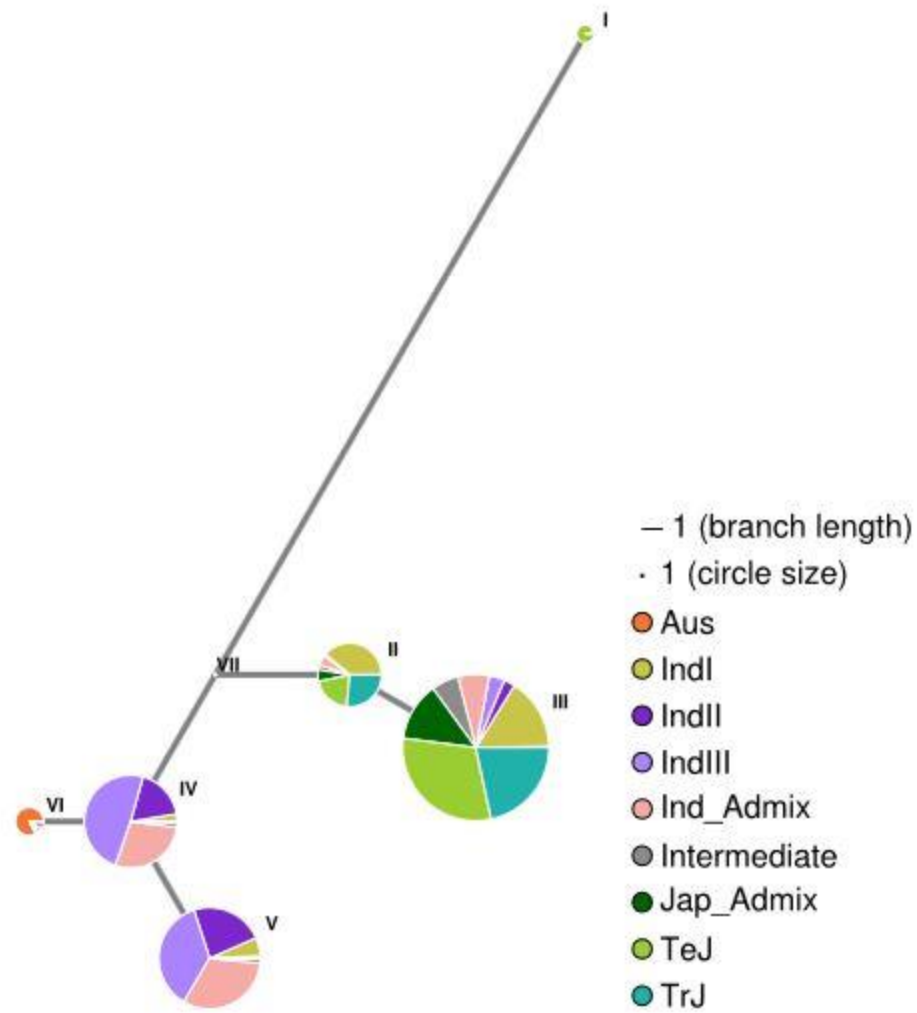 I
— 1 (branch length)
· 1 (circle size)
Aus
IndI
VII
II
IndII
III
IndIII
VI
IV
Ind_Admix
Intermediate
Jap_Admix
V
TeJ
TrJ